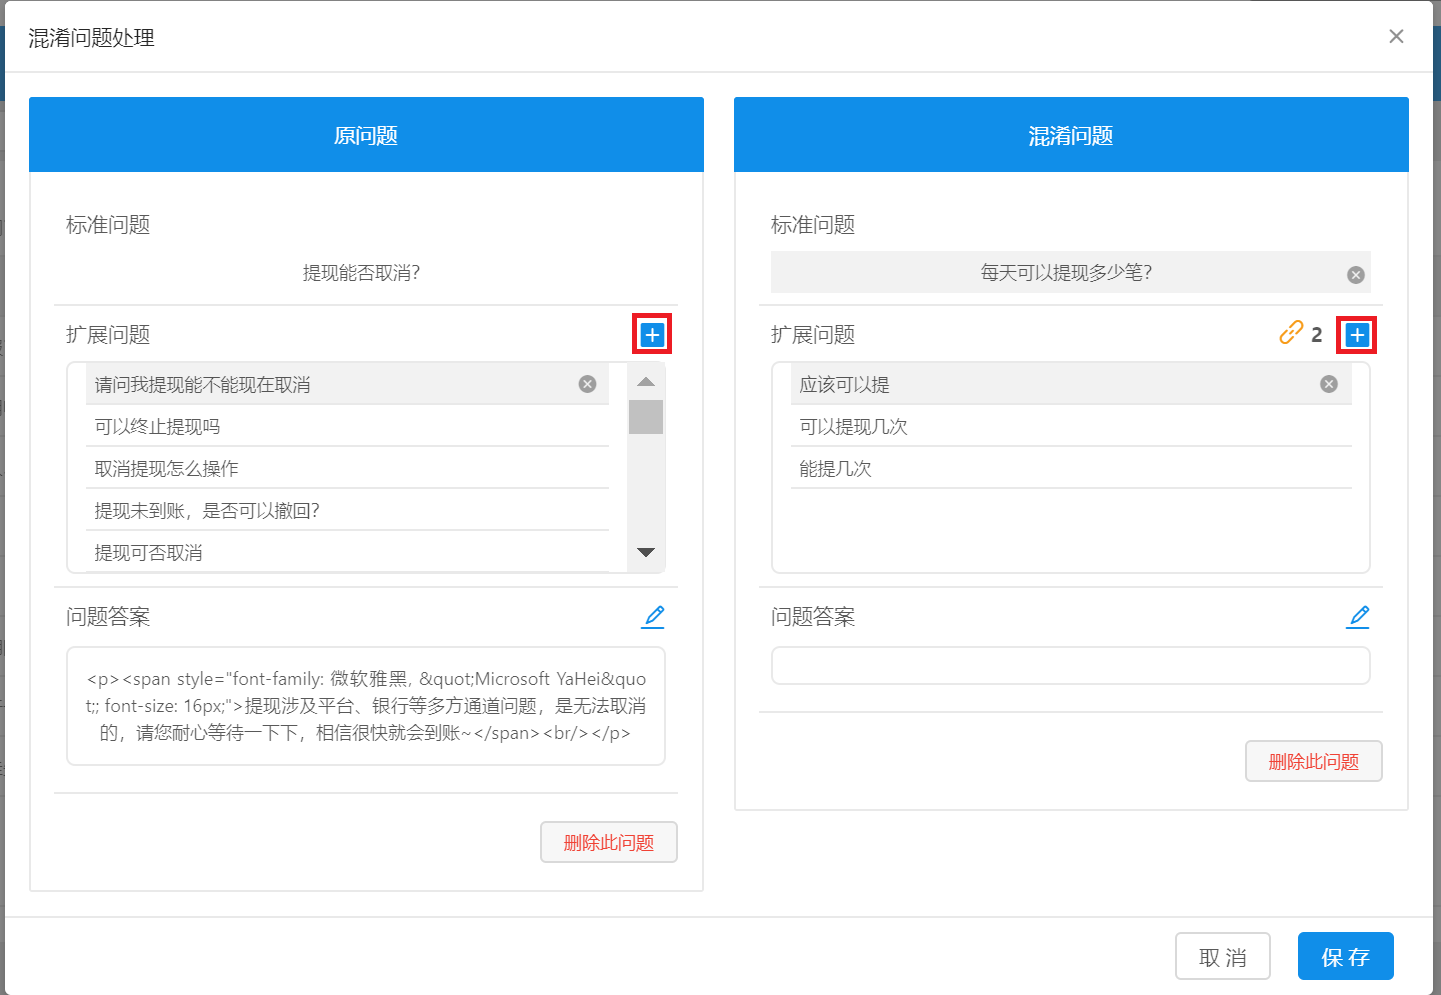 混淆问题处理
原问题
标准问题
提现能否取消?
扩展问题
请问我提现能不能现在取消
可以终止提现吗
取消提现怎么操作
提现未到账，是否可以撤回?
提现可否取消
问题答案
<p><span style="font-family: 微软雅黑, &quot;Microsoft YaHei&quo
t;; font-size: 16px;">提现涉及平台、银行等多方通道问题，是无法取消
的，请您耐心等待一下下，相信很快就会到账~</span><br/></p>
删除此问题
混淆问题
标准问题
每天可以提现多少笔?
扩展问题
2
应该可以提
可以提现几次
能提几次
问题答案
删除此问题
取 消
保 存